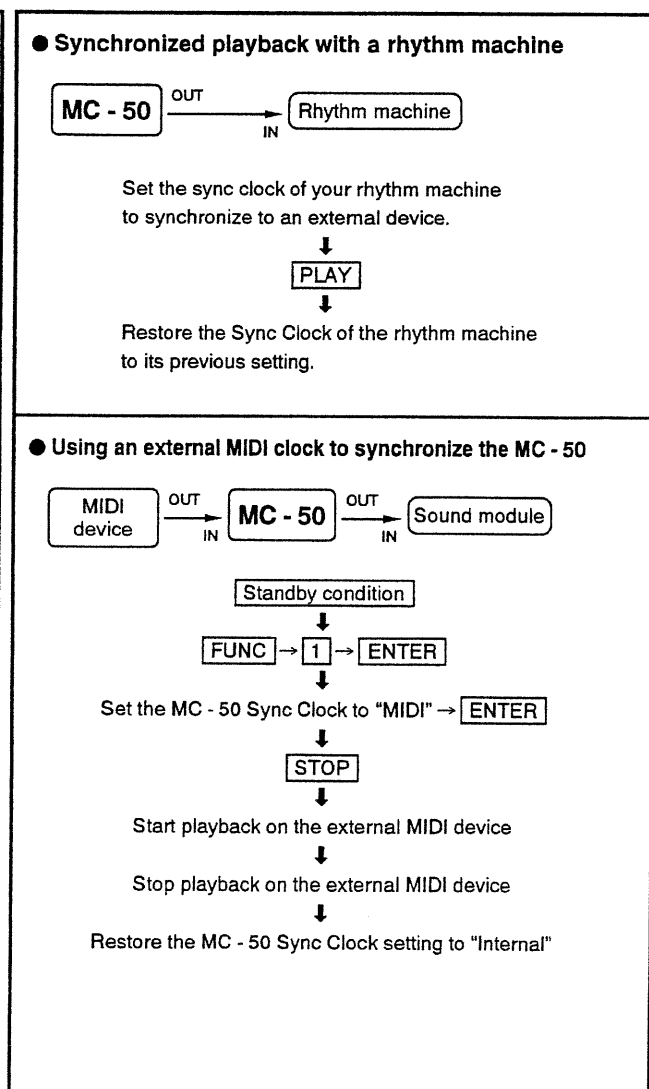 ● Synchronized playback with a rhythm machine
MC - 50 OUT → IN Rhythm machine
Set the sync clock of your rhythm machine
to synchronize to an external device.
⬇
PLAY
⬇
Restore the Sync Clock of the rhythm machine
to its previous setting.
● Using an external MIDI clock to synchronize the MC - 50
MIDI device OUT → IN MC - 50 OUT → IN Sound module
Standby condition
⬇
FUNC → 1 → ENTER
⬇
Set the MC - 50 Sync Clock to “MIDI” → ENTER
⬇
STOP
⬇
Start playback on the external MIDI device
⬇
Stop playback on the external MIDI device
⬇
Restore the MC - 50 Sync Clock setting to “Internal”